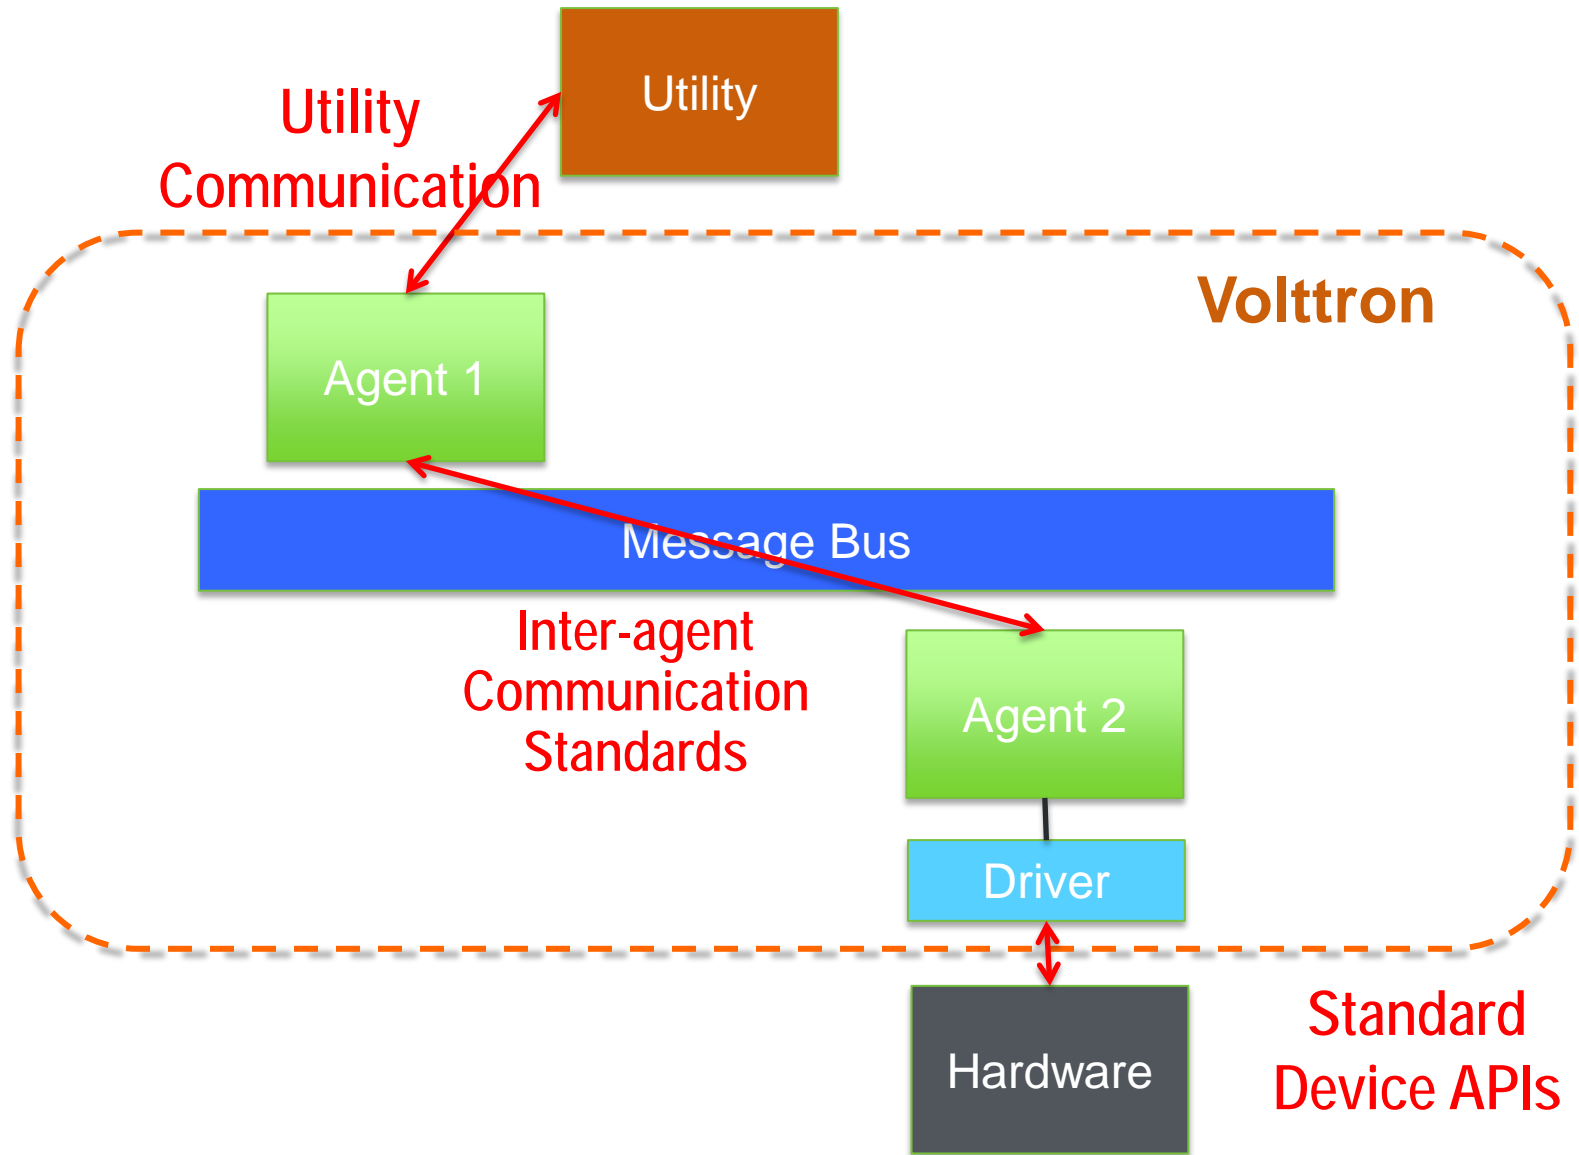 Utility
Utility
Communication
Volttron
Agent 1
Message Bus
Inter-agent
Communication
Standards
Agent 2
Driver
Hardware
Standard
Device APIs